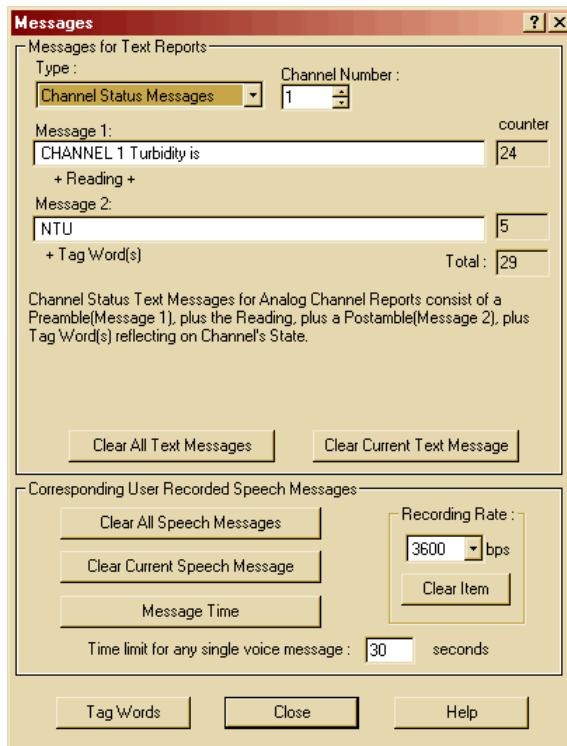 Messages
Messages for Text Reports
Type :
Channel Number :
Channel Status Messages
1
Message 1:
counter
CHANNEL 1 Turbidity is
24
+ Reading +
Message 2:
NTU
5
+ Tag Word(s)
Total :
29
Channel Status Text Messages for Analog Channel Reports consist of a
Preamble(Message 1), plus the Reading, plus a Postamble(Message 2), plus
Tag Word(s) reflecting on Channel's State.
Clear All Text Messages
Clear Current Text Message
Corresponding User Recorded Speech Messages
Clear All Speech Messages
Recording Rate :
3600
bps
Clear Current Speech Message
Clear Item
Message Time
Time limit for any single voice message :
30
seconds
Tag Words
Close
Help